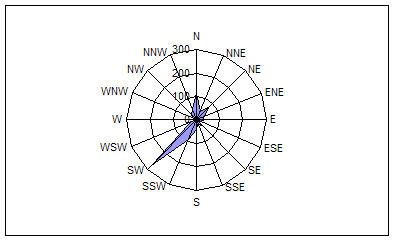 N
NNW 300 NNE
NW NE
200
WNW ENE
100
W 0 E
WSW ESE
SW SE
SSW SSE
S